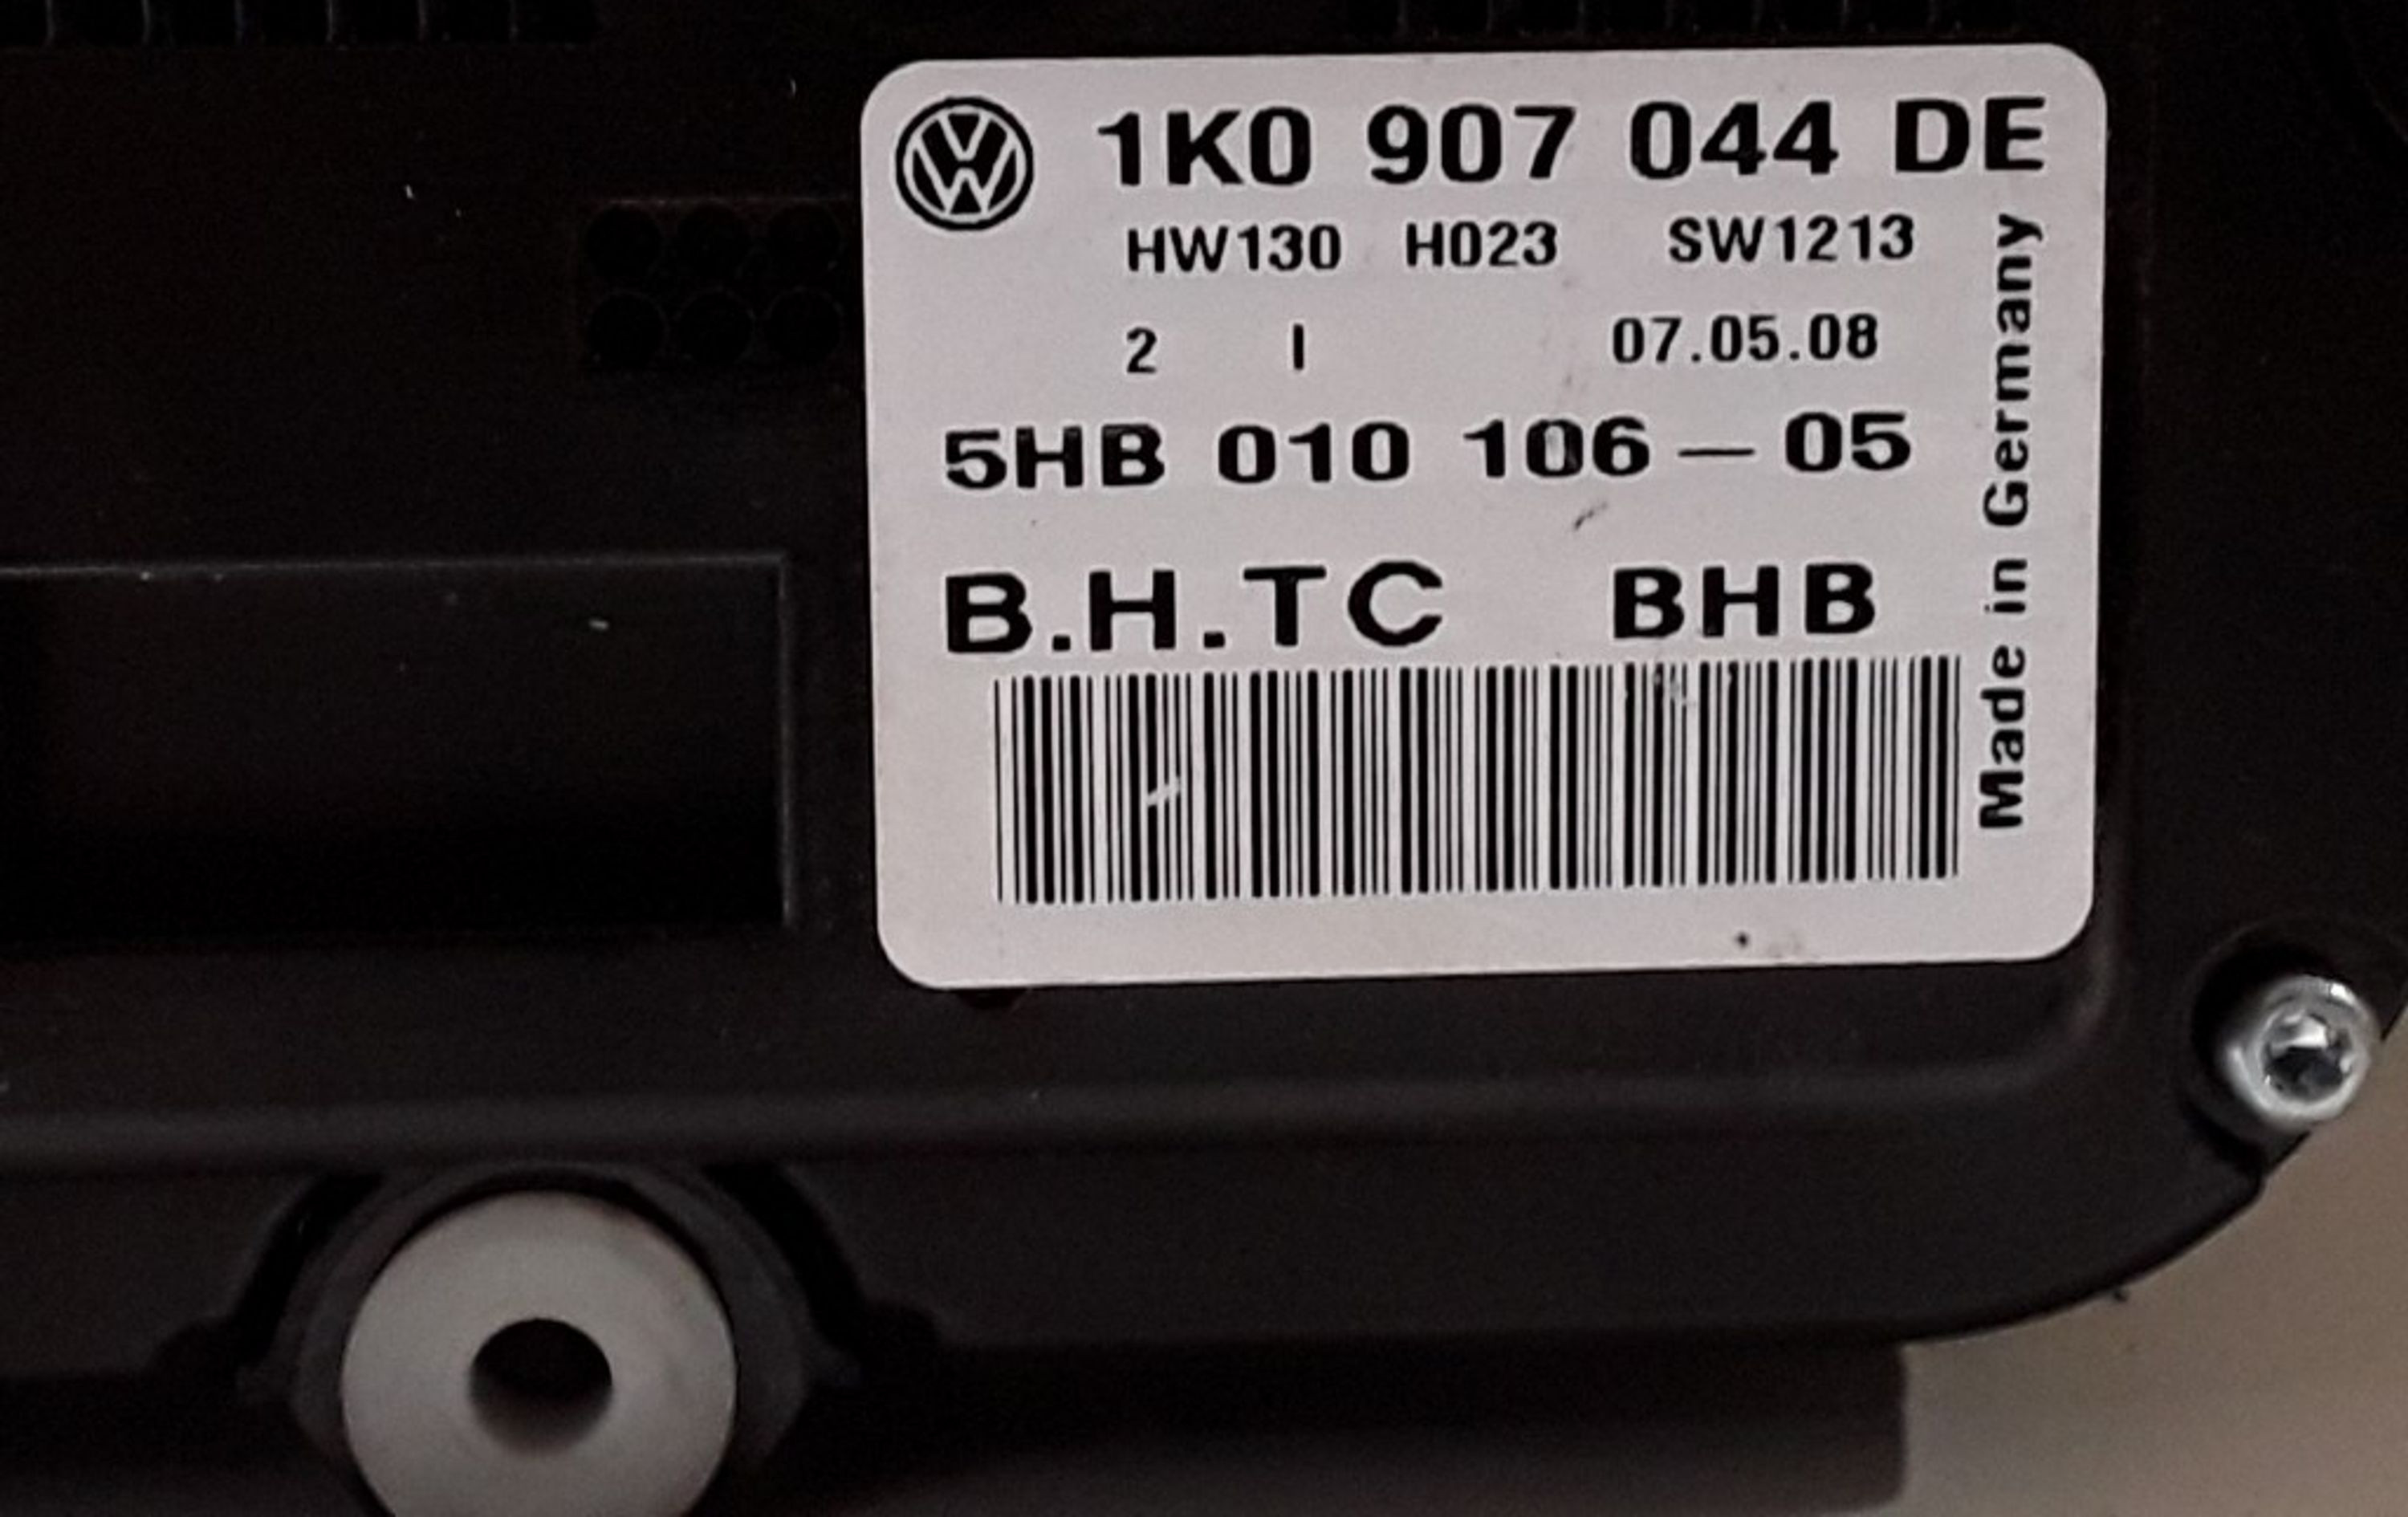 1K0 907 044 DE
HW130 H023 SW1213
2 I 07.05.08
5HB 010 106 — 05
B.H.TC BHB
Made in Germany